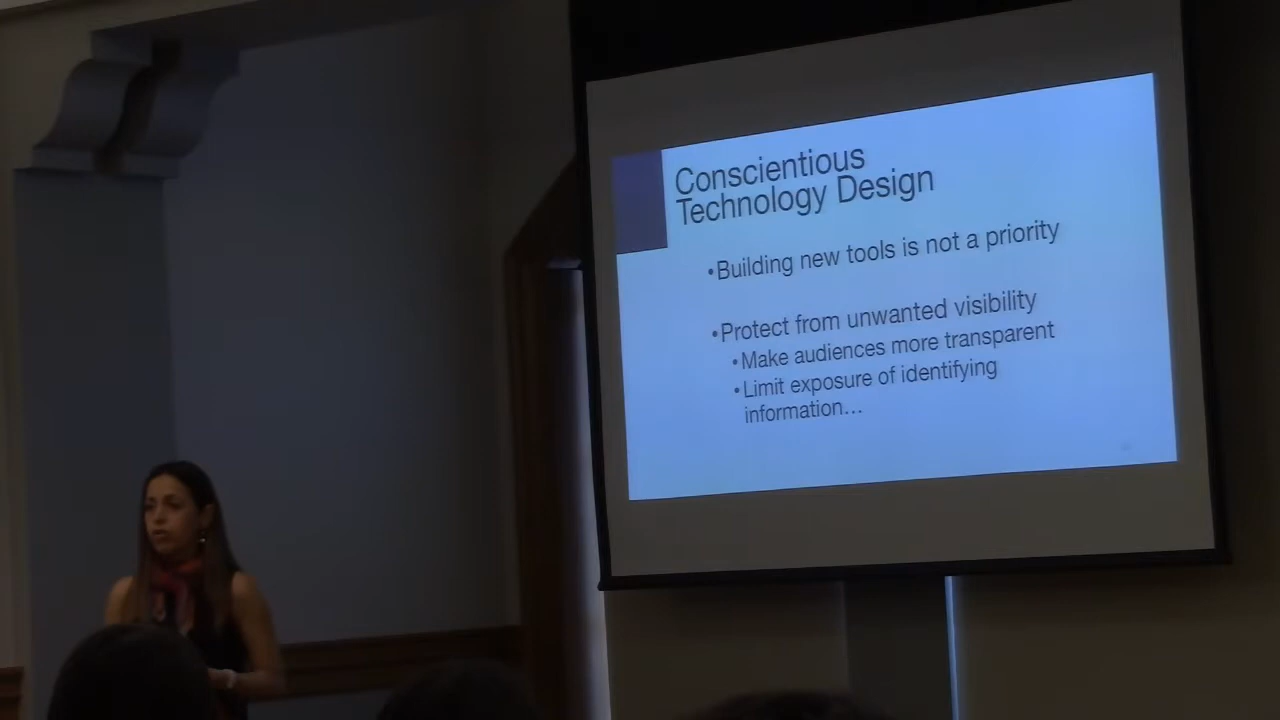 Conscientious
Technology Design
•Building new tools is not a priority
•Protect from unwanted visibility
•Make audiences more transparent
•Limit exposure of identifying
information...